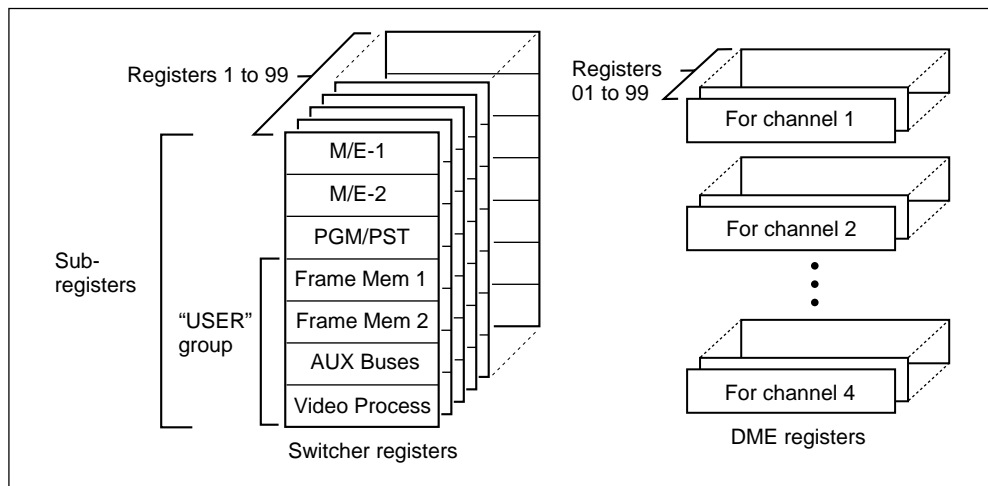 Registers 1 to 99
M/E-1
M/E-2
PGM/PST
Frame Mem 1
Frame Mem 2
AUX Buses
Video Process
Sub-
registers
“USER”
group
Switcher registers
Registers
01 to 99
For channel 1
For channel 2
For channel 4
DME registers